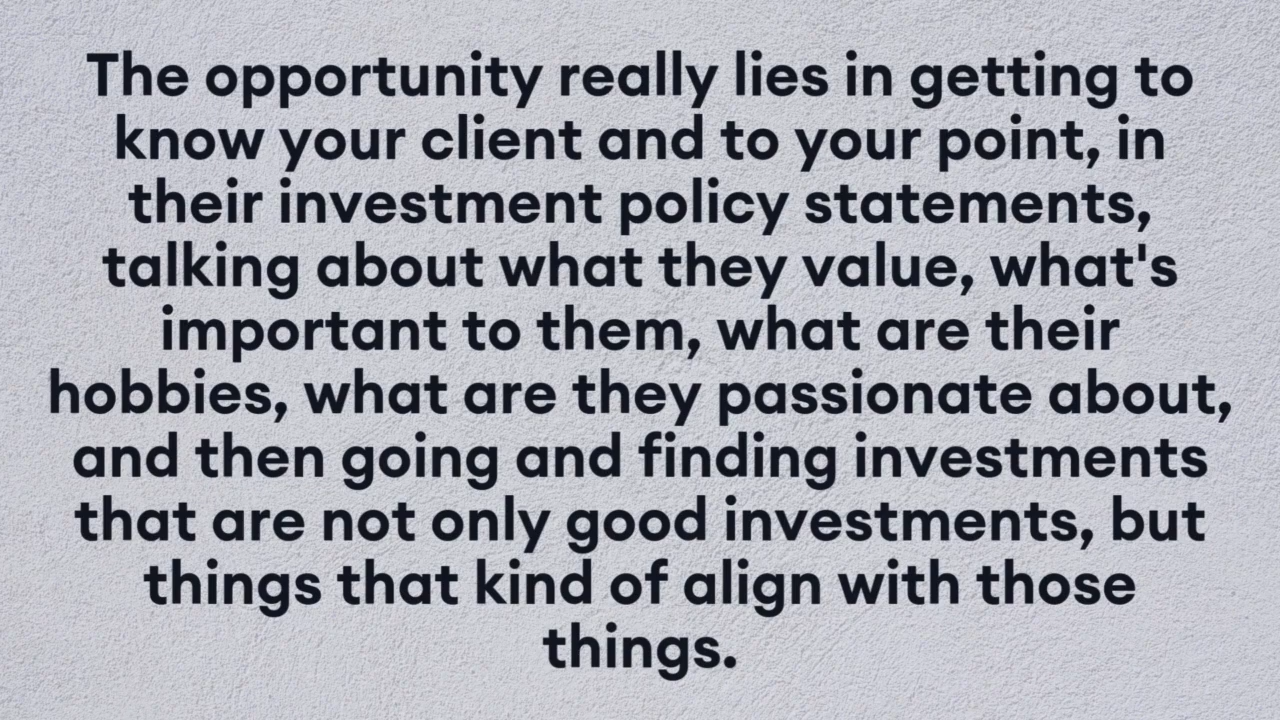 The opportunity really lies in getting to
know your client and to your point, in
their investment policy statements,
talking about what they value, what's
important to them, what are their
hobbies, what are they passionate about,
and then going and finding investments
that are not only good investments, but
things that kind of align with those
things.